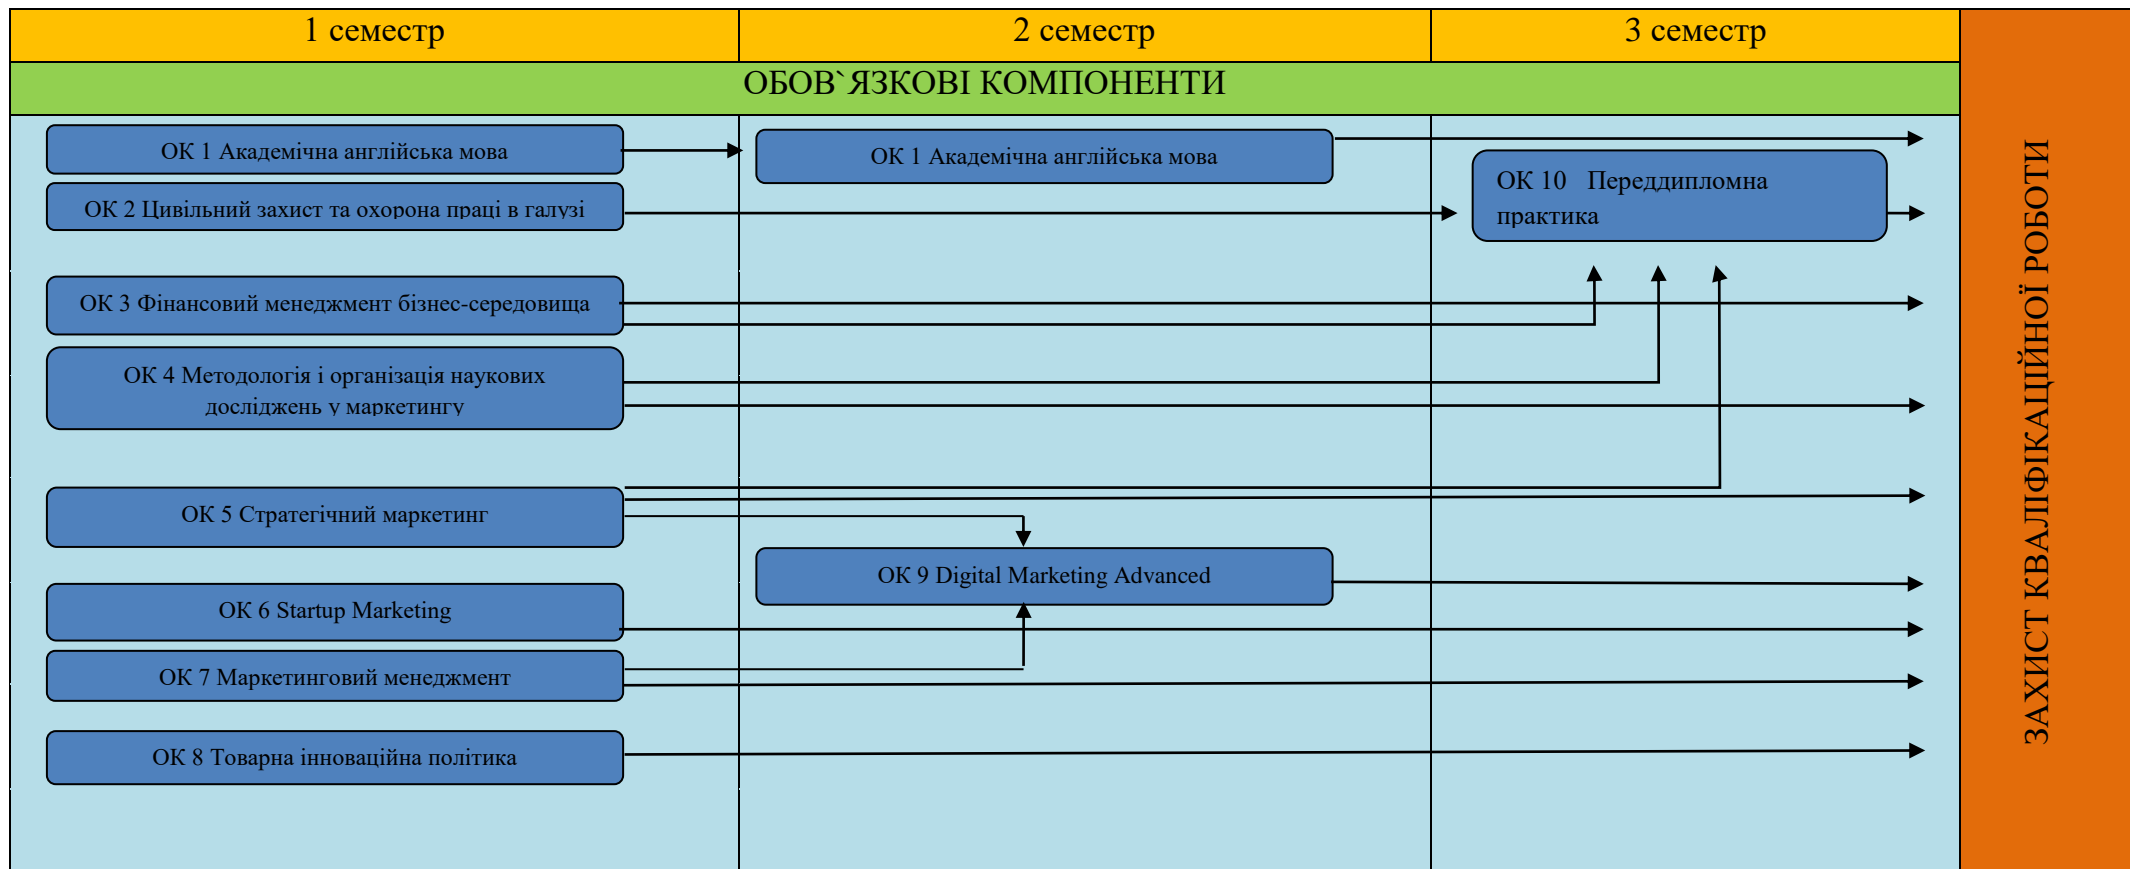 1 семестр
2 семестр
3 семестр
ОБОВ`ЯЗКОВІ КОМПОНЕНТИ
ОК 1 Академічна англійська мова
ОК 1 Академічна англійська мова
ОК 10 Переддипломна
практика
ОК 2 Цивільний захист та охорона праці в галузі
ОК 3 Фінансовий менеджмент бізнес-середовища
ОК 4 Методологія і організація наукових
досліджень у маркетингу
ОК 5 Стратегічний маркетинг
ОК 9 Digital Marketing Advanced
ОК 6 Startup Marketing
ОК 7 Маркетинговий менеджмент
ОК 8 Товарна інноваційна політика
ЗАХИСТ КВАЛІФІКАЦІЙНОЇ РОБОТИ